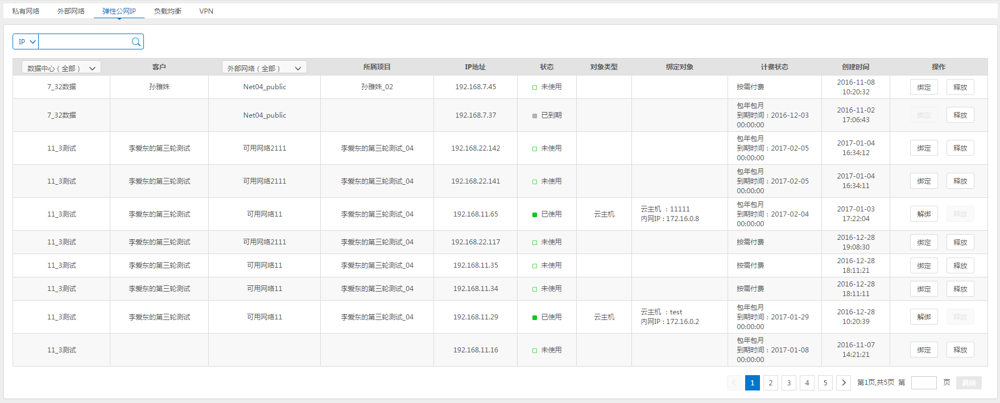 私有网络 外部网络 弹性公网IP 负载均衡 VPN
IP
数据中心（全部） 客户 外部网络（全部） 所属项目 IP地址 状态 对象类型 绑定对象 计费状态 创建时间 操作
7_32数据 孙雅姝 Net04_public 孙雅姝_02 192.168.7.45 未使用 按需付费 2016-11-08 绑定 释放
10:20:32
包年包月
7_32数据 Net04_public 192.168.7.37 已到期 到期时间：2016-12-03 2016-11-02 绑定 释放
00:00:00 17:06:43
包年包月
11_3测试 李爱东的第三轮测试 可用网络2111 李爱东的第三轮测试_04 192.168.22.142 未使用 到期时间：2017-02-05 2017-01-04 绑定 释放
00:00:00 16:34:12
包年包月
11_3测试 李爱东的第三轮测试 可用网络2111 李爱东的第三轮测试_04 192.168.22.141 未使用 到期时间：2017-02-05 2017-01-04 绑定 释放
00:00:00 16:34:11
包年包月
11_3测试 李爱东的第三轮测试 可用网络11 李爱东的第三轮测试_04 192.168.11.65 已使用 云主机 云主机 ：11111 到期时间：2017-02-04 2017-01-03 解绑 释放
内网IP : 172.16.0.8 00:00:00 17:22:04
11_3测试 李爱东的第三轮测试 可用网络2111 李爱东的第三轮测试_04 192.168.22.117 未使用 按需付费 2016-12-28 绑定 释放
19:08:30
11_3测试 李爱东的第三轮测试 可用网络11 李爱东的第三轮测试_04 192.168.11.35 未使用 按需付费 2016-12-28 绑定 释放
18:11:21
11_3测试 李爱东的第三轮测试 可用网络11 李爱东的第三轮测试_04 192.168.11.34 未使用 按需付费 2016-12-28 绑定 释放
18:11:11
包年包月
11_3测试 李爱东的第三轮测试 可用网络11 李爱东的第三轮测试_04 192.168.11.29 已使用 云主机 云主机 ：test 到期时间：2017-01-29 2016-12-28 解绑 释放
内网IP : 172.16.0.2 00:00:00 10:20:39
包年包月
11_3测试 192.168.11.16 未使用 到期时间：2017-01-08 2016-11-07 绑定 释放
00:00:00 14:21:21
1 2 3 4 5 第1页,共5页 第 页 跳转